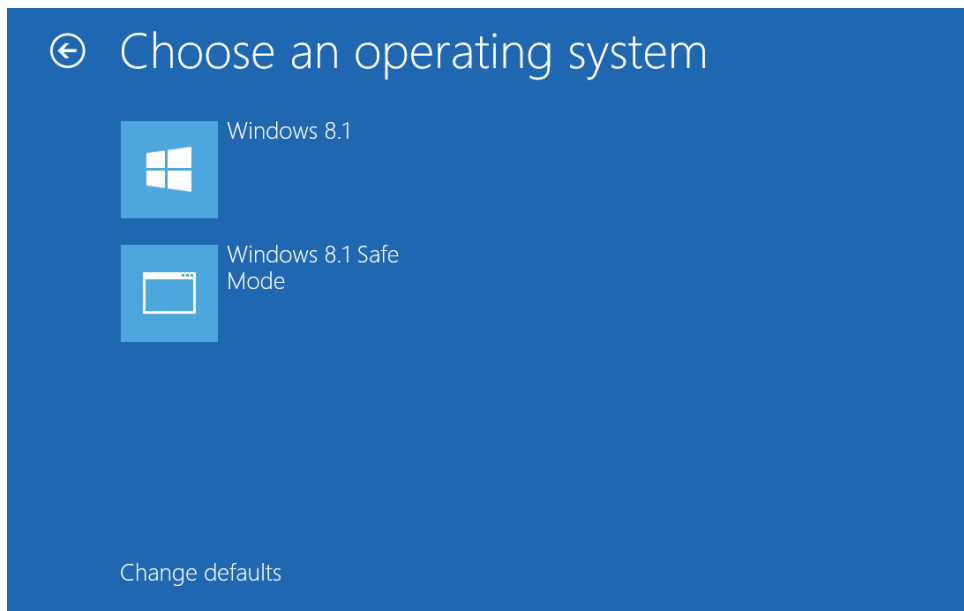 Choose an operating system
Windows 8.1
Windows 8.1 Safe
Mode
Change defaults